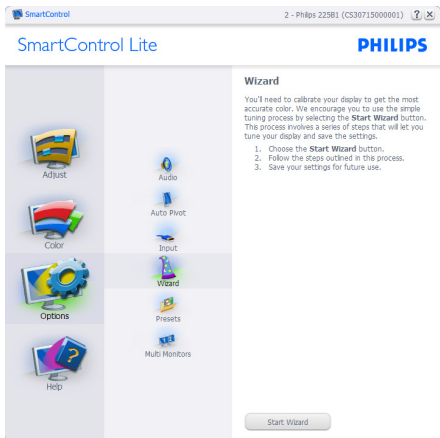 SmartControl
2 - Philips 225B1 (CS30715000001)
SmartControl Lite
PHILIPS
Adjust
Color
Options
Help
Audio
Auto Pivot
Input
Wizard
Presets
Multi Monitors
Wizard
You'll need to calibrate your display to get the most
accurate color. We encourage you to use the simple
tuning process by selecting the Start Wizard button.
This process involves a series of steps that will let you
tune your display and save the settings.
1. Choose the Start Wizard button.
2. Follow the steps outlined in this process.
3. Save your settings for future use.
Start Wizard